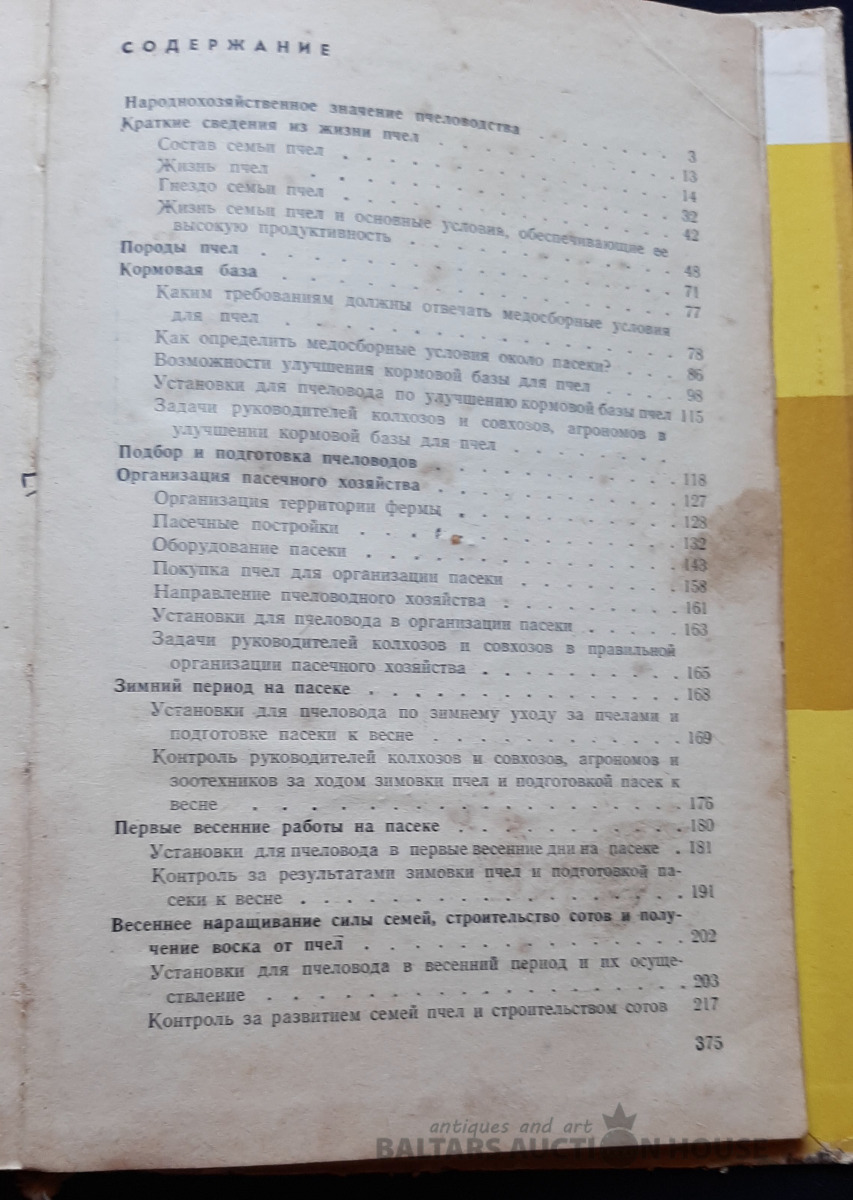 СОДЕРЖАНИЕ
Народнохозяйственное значение пчеловодства . . . . . . . 3
Краткие сведения из жизни пчел . . . . . . . . . . 13
Состав семьи пчел . . . . . . . . . . . . . 14
Жизнь пчел . . . . . . . . . . . . . 32
Гнездо семьи пчел . . . . . . . . . . . . . 42
Жизнь семьи пчел и основные условия, обеспечивающие ее
высокую продуктивность . . . . . . . . . . 48
Породы пчел . . . . . . . . . . . . . . . 71
Кормовая база . . . . . . . . . . . . . . . 77
Каким требованиям должны отвечать медосборные условия
для пчел . . . . . . . . . . . . . . 78
Как определить медосборные условия около пасеки? . . . 86
Возможности улучшения кормовой базы для пчел . . . . 98
Установки для пчеловода по улучшению кормовой базы пчел 115
Задачи руководителей колхозов и совхозов, агрономов в
улучшении кормовой базы для пчел . . . . . . . 118
Подбор и подготовка пчеловодов . . . . . . . . . . 127
Организация пасечного хозяйства . . . . . . . . . . 128
Организация территории фермы . . . . . . . . . 132
Пасечные постройки . . . . . . . . . . . . 143
Оборудование пасеки . . . . . . . . . . . . 158
Покупка пчел для организации пасеки . . . . . . . 161
Направление пчеловодного хозяйства . . . . . . . . 163
Установки для пчеловода в организации пасеки . . . . .
Задачи руководителей колхозов и совхозов в правильной
организации пасечного хозяйства . . . . . . . . . 165
Зимний период на пасеке . . . . . . . . . . . . . 168
Установки для пчеловода по зимнему уходу за пчелами и
подготовке пасеки к весне . . . . . . . . . . 169
Контроль руководителей колхозов и совхозов, агрономов и
зоотехников за ходом зимовки пчел и подготовкой пасек к
весне . . . . . . . . . . . . . . . . 176
Первые весенние работы на пасеке . . . . . . . . . . 180
Установки для пчеловода в первые весенние дни на пасеке . 181
Контроль за результатами зимовки пчел и подготовкой па-
секи к весне . . . . . . . . . . . . . . 191
Весеннее наращивание силы семей, строительство сотов и полу-
чение воска от пчел . . . . . . . . . . . . . 202
Установки для пчеловода в весенний период и их осуще-
ствление . . . . . . . . . . . . . . . 203
Контроль за развитием семей пчел и строительством сотов 217
375
antiques and art
BALTARS AUCTION HOUSE